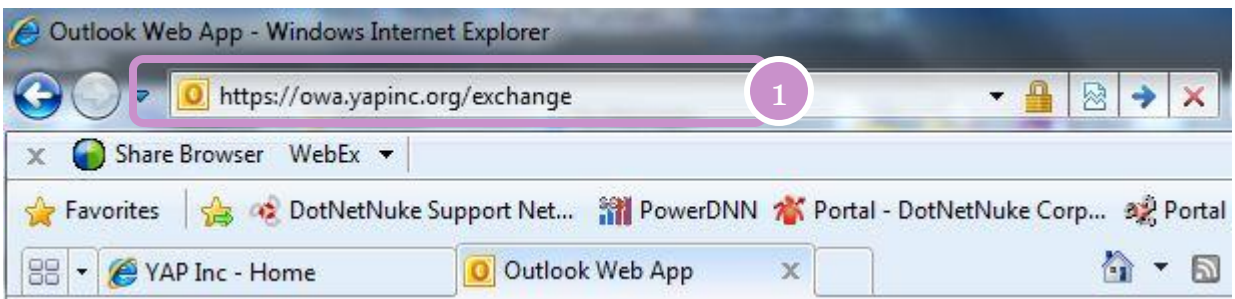 Outlook Web App - Windows Internet Explorer
https://owa.yapinc.org/exchange 1
Share Browser WebEx
Favorites DotNetNuke Support Net... PowerDNN Portal - DotNetNuke Corp... Portal
YAP Inc - Home Outlook Web App